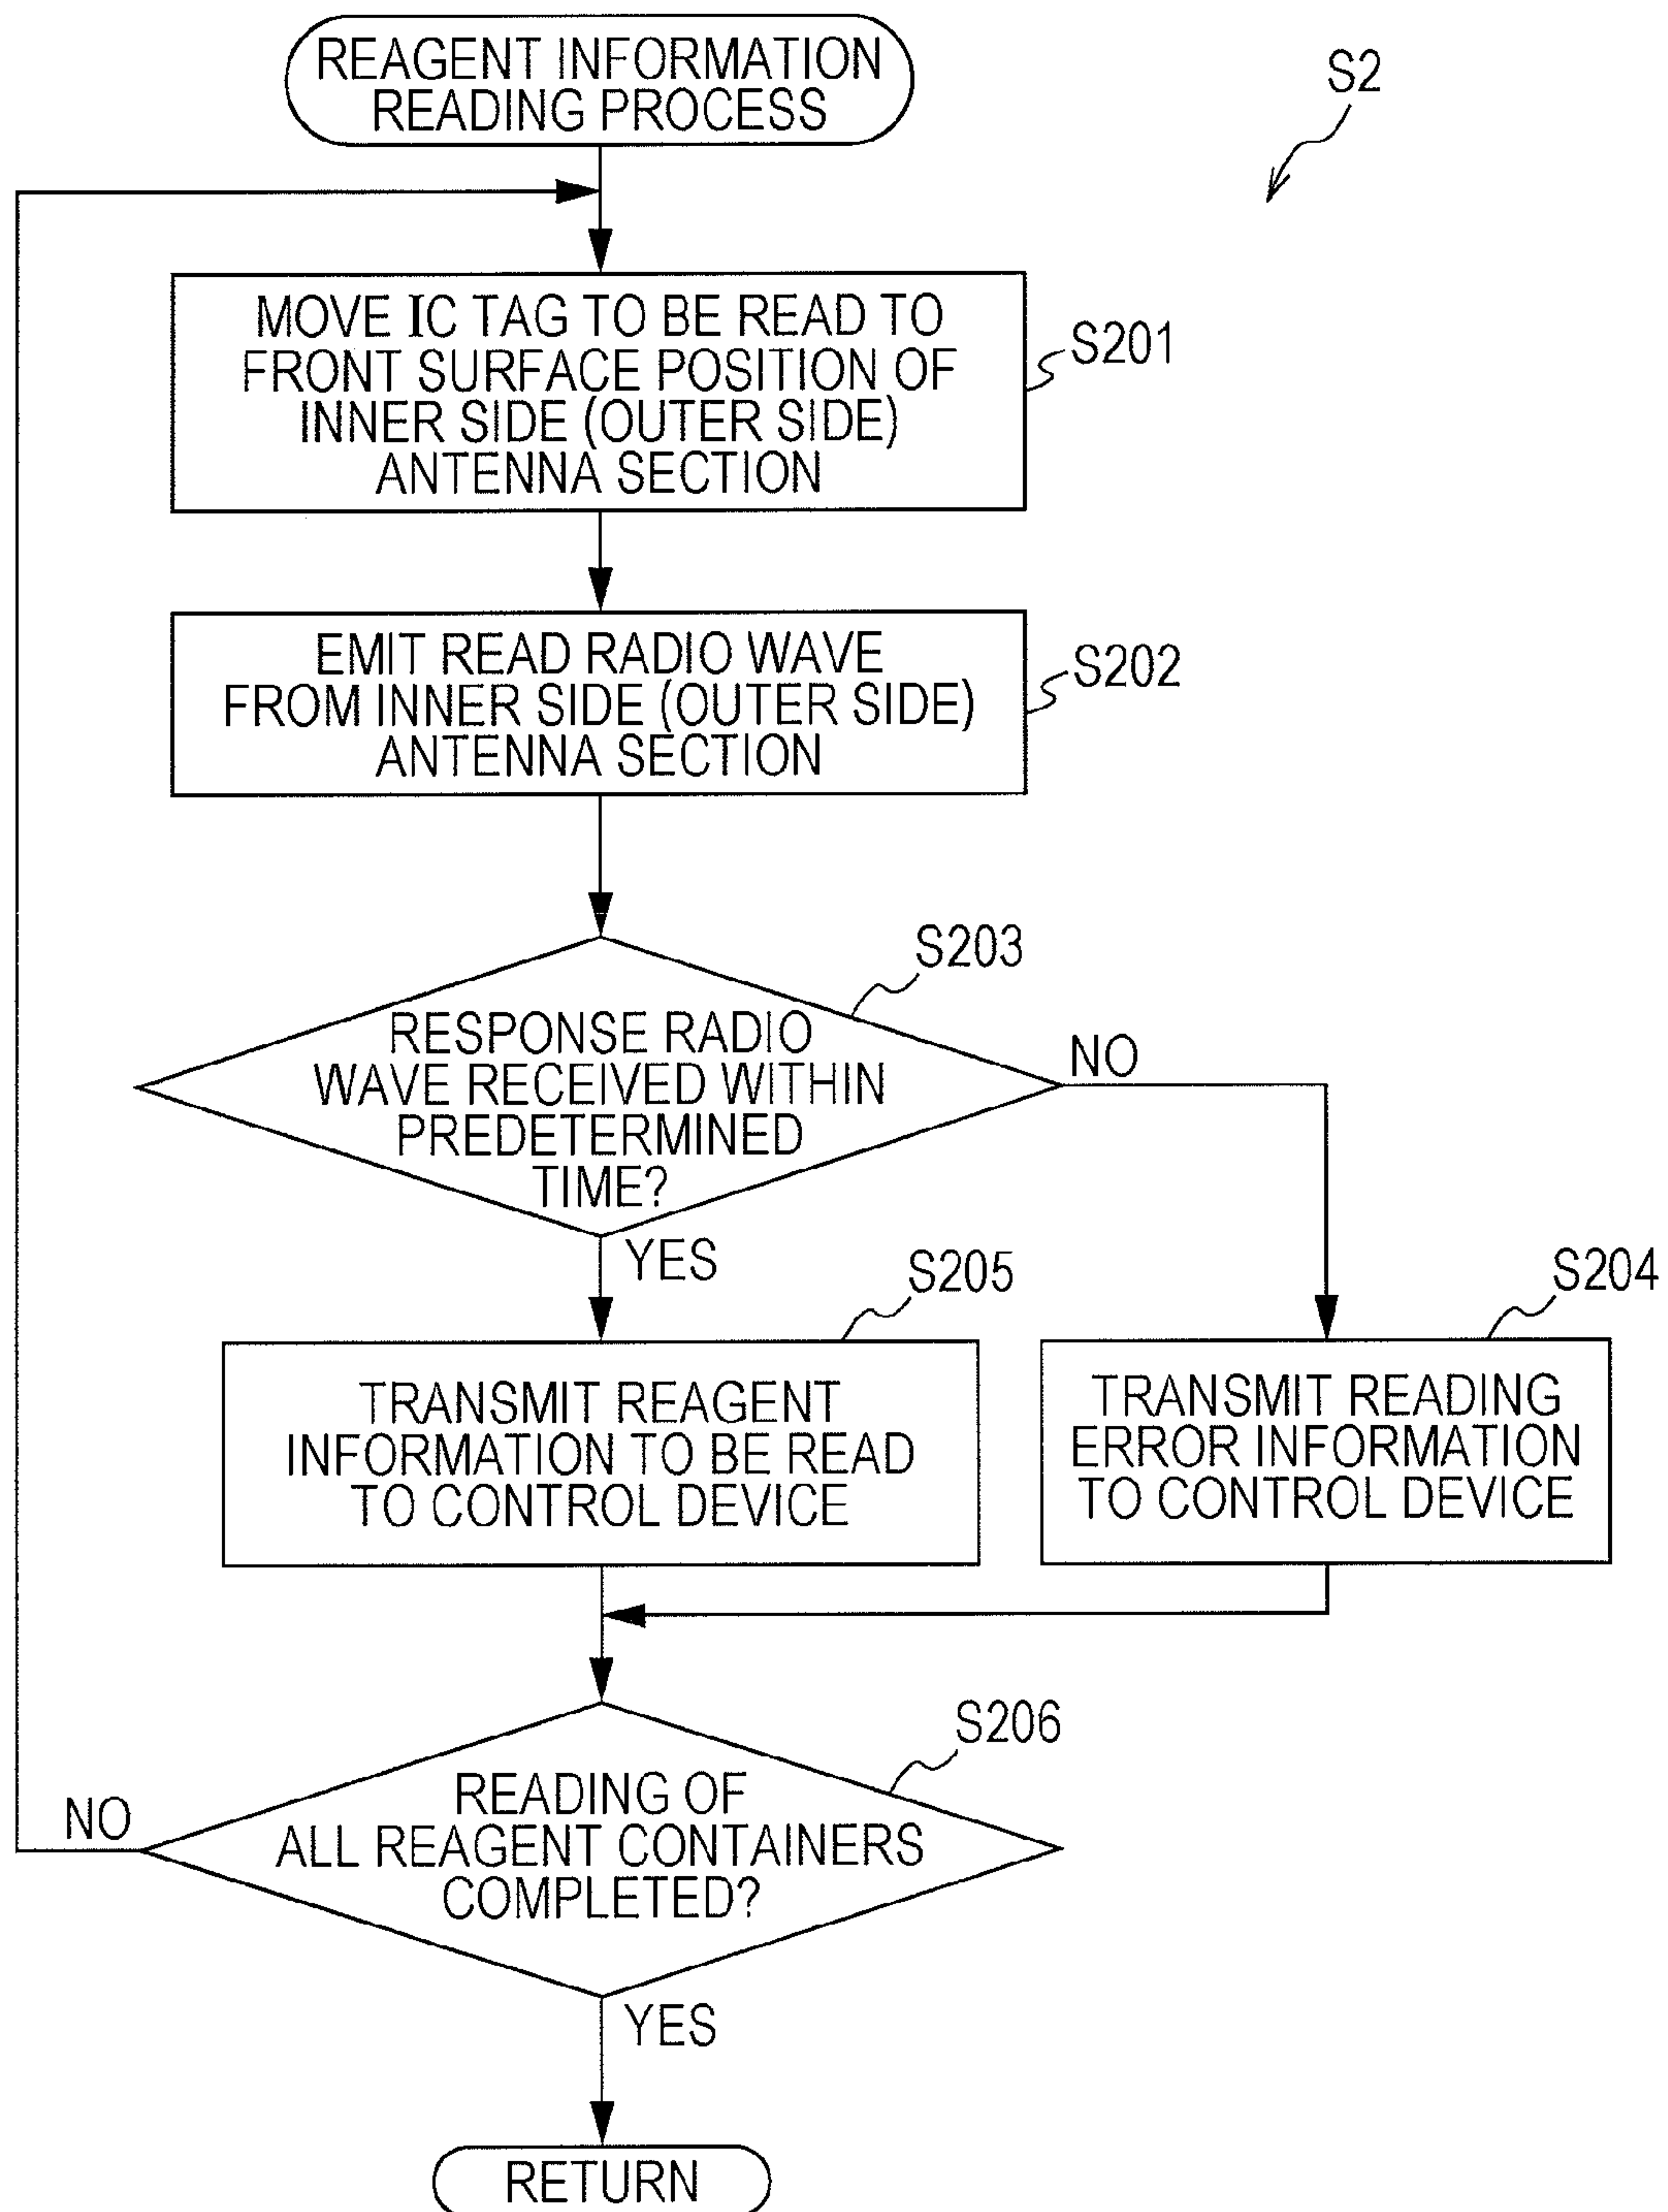 REAGENT INFORMATION
READING PROCESS
S2
MOVE IC TAG TO BE READ TO
FRONT SURFACE POSITION OF
INNER SIDE (OUTER SIDE)
ANTENNA SECTION
S201
EMIT READ RADIO WAVE
FROM INNER SIDE (OUTER SIDE)
ANTENNA SECTION
S202
S203
RESPONSE RADIO
WAVE RECEIVED WITHIN
PREDETERMINED
TIME?
NO
YES
S205
S204
TRANSMIT REAGENT
INFORMATION TO BE READ
TO CONTROL DEVICE
TRANSMIT READING
ERROR INFORMATION
TO CONTROL DEVICE
S206
READING OF
ALL REAGENT CONTAINERS
COMPLETED?
NO
YES
RETURN